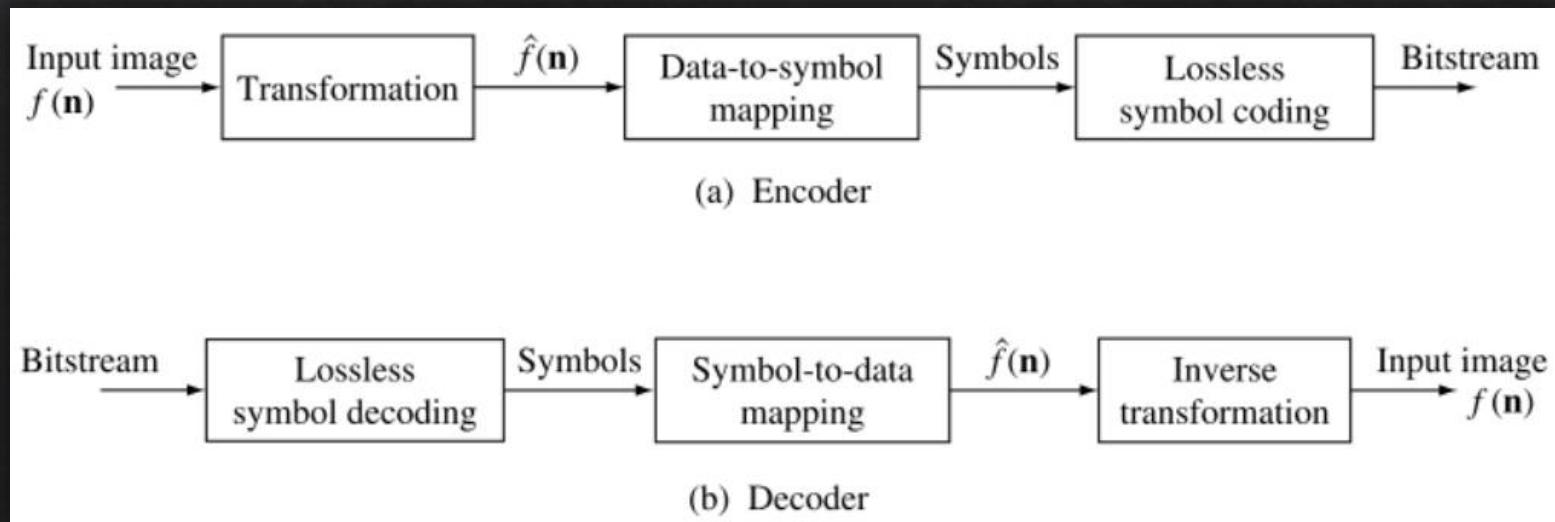 Input image
f(n)
Transformation
f̂(n)
Data-to-symbol
mapping
Symbols
Lossless
symbol coding
Bitstream
(a) Encoder
Bitstream
Lossless
symbol decoding
Symbols
Symbol-to-data
mapping
f̂(n)
Inverse
transformation
Input image
f(n)
(b) Decoder